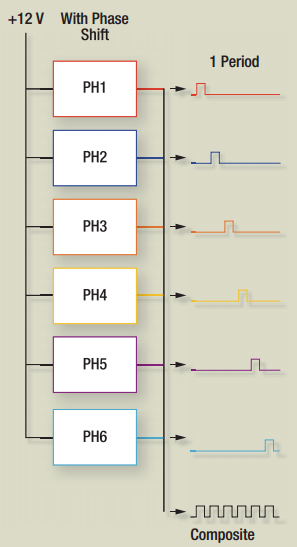 +12 V
With Phase
Shift
1 Period
PH1
PH2
PH3
PH4
PH5
PH6
Composite